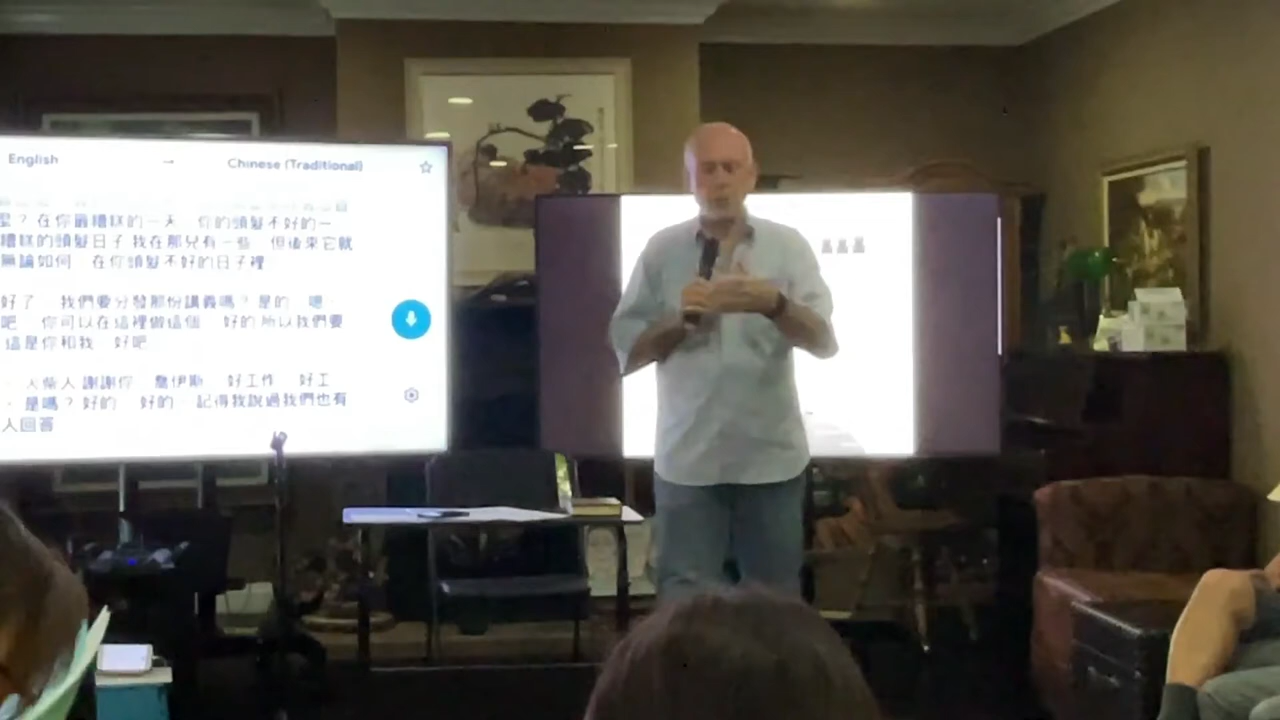 English → Chinese (Traditional)
麼？在你最糟糕的一天 你的頭髮不好的一
糟糕的頭髮日子 我在那兒有一些 但後來它就
無論如何 在你頭髮不好的日子裡
好了 我們要分發那份講義嗎？是的 嗯
吧 你可以在這裡做這個 好的 所以我們要
這是你和我 好吧
火柴人 謝謝你 喬伊斯 好工作 好工
是嗎？好的 好的 記得我說過我們也有
人回答